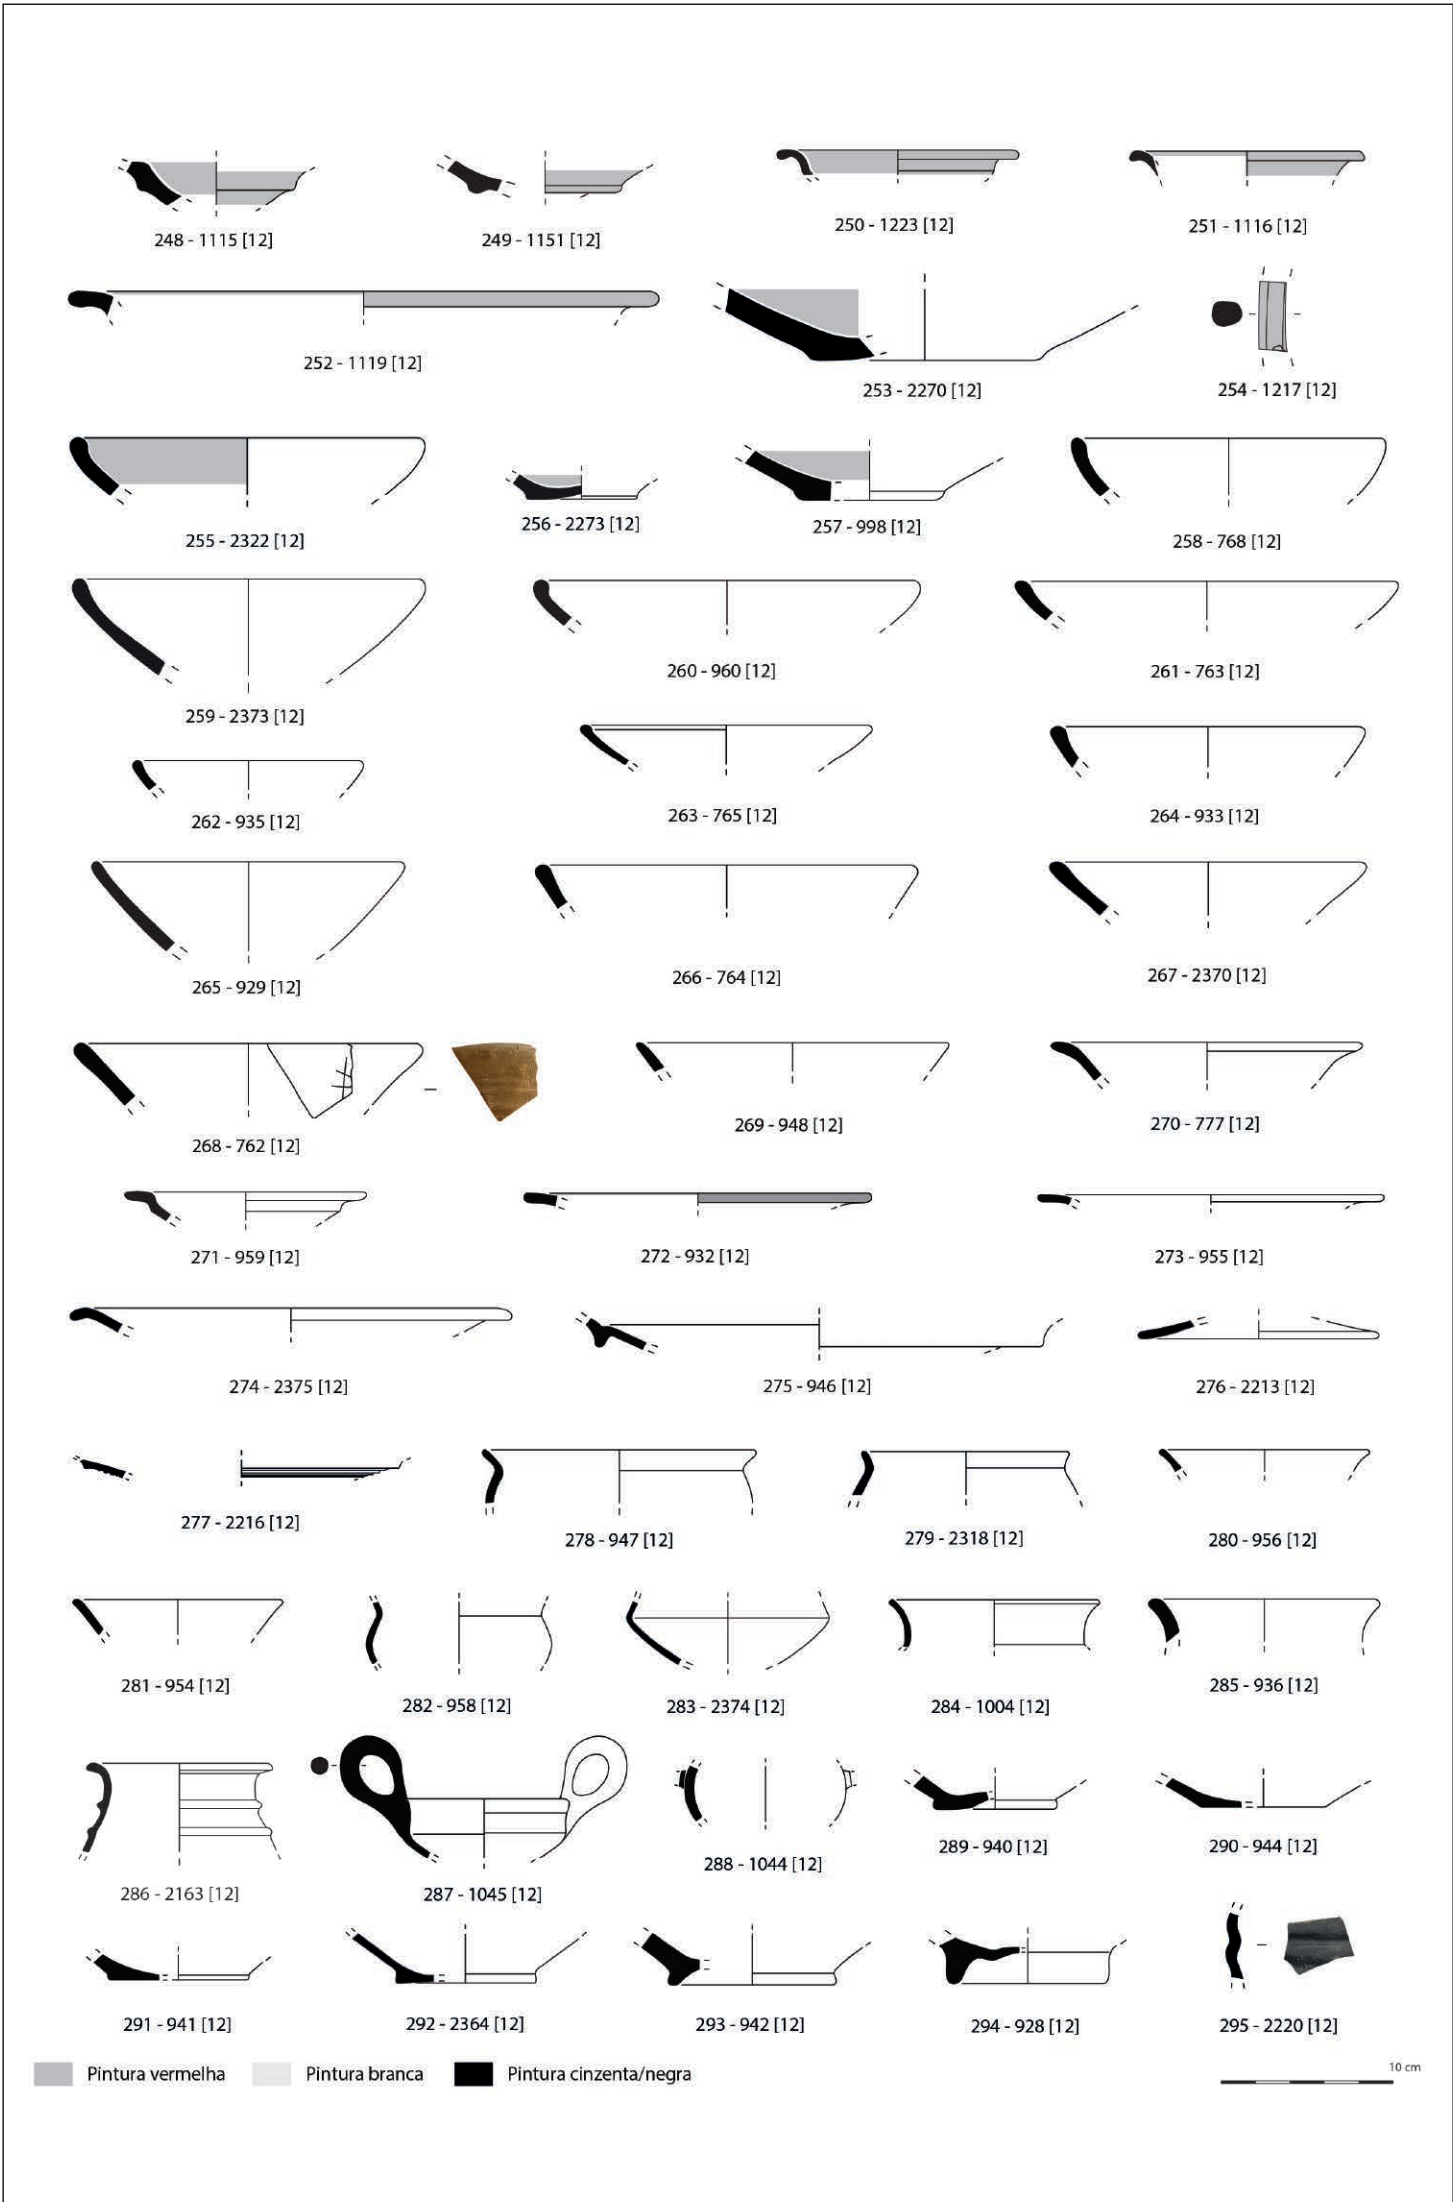 248 - 1115 [12]
249 - 1151 [12]
250 - 1223 [12]
251 - 1116 [12]
252 - 1119 [12]
253 - 2270 [12]
254 - 1217 [12]
255 - 2322 [12]
256 - 2273 [12]
257 - 998 [12]
258 - 768 [12]
259 - 2373 [12]
260 - 960 [12]
261 - 763 [12]
262 - 935 [12]
263 - 765 [12]
264 - 933 [12]
265 - 929 [12]
266 - 764 [12]
267 - 2370 [12]
268 - 762 [12]
269 - 948 [12]
270 - 777 [12]
271 - 959 [12]
272 - 932 [12]
273 - 955 [12]
274 - 2375 [12]
275 - 946 [12]
276 - 2213 [12]
277 - 2216 [12]
278 - 947 [12]
279 - 2318 [12]
280 - 956 [12]
281 - 954 [12]
282 - 958 [12]
283 - 2374 [12]
284 - 1004 [12]
285 - 936 [12]
286 - 2163 [12]
287 - 1045 [12]
288 - 1044 [12]
289 - 940 [12]
290 - 944 [12]
291 - 941 [12]
292 - 2364 [12]
293 - 942 [12]
294 - 928 [12]
295 - 2220 [12]
Pintura vermelha
Pintura branca
Pintura cinzenta/negra
10 cm